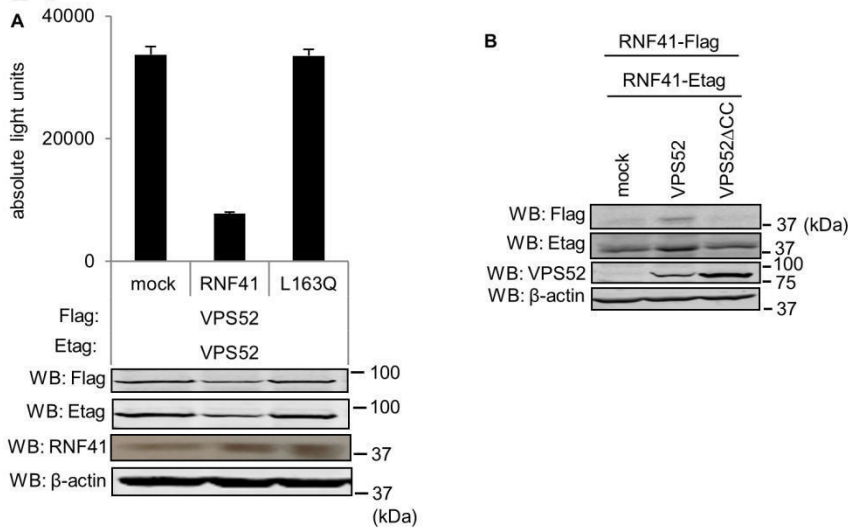 A
40000
20000
0
absolute light units
mock RNF41 L163Q
Flag: VPS52
Etag: VPS52
WB: Flag 100
WB: Etag 100
WB: RNF41 37
WB: β-actin 37
(kDa)
B
RNF41-Flag
RNF41-Etag
mock VPS52 VPS52ΔCC
WB: Flag 37 (kDa)
WB: Etag 37
WB: VPS52 100
75
WB: β-actin 37